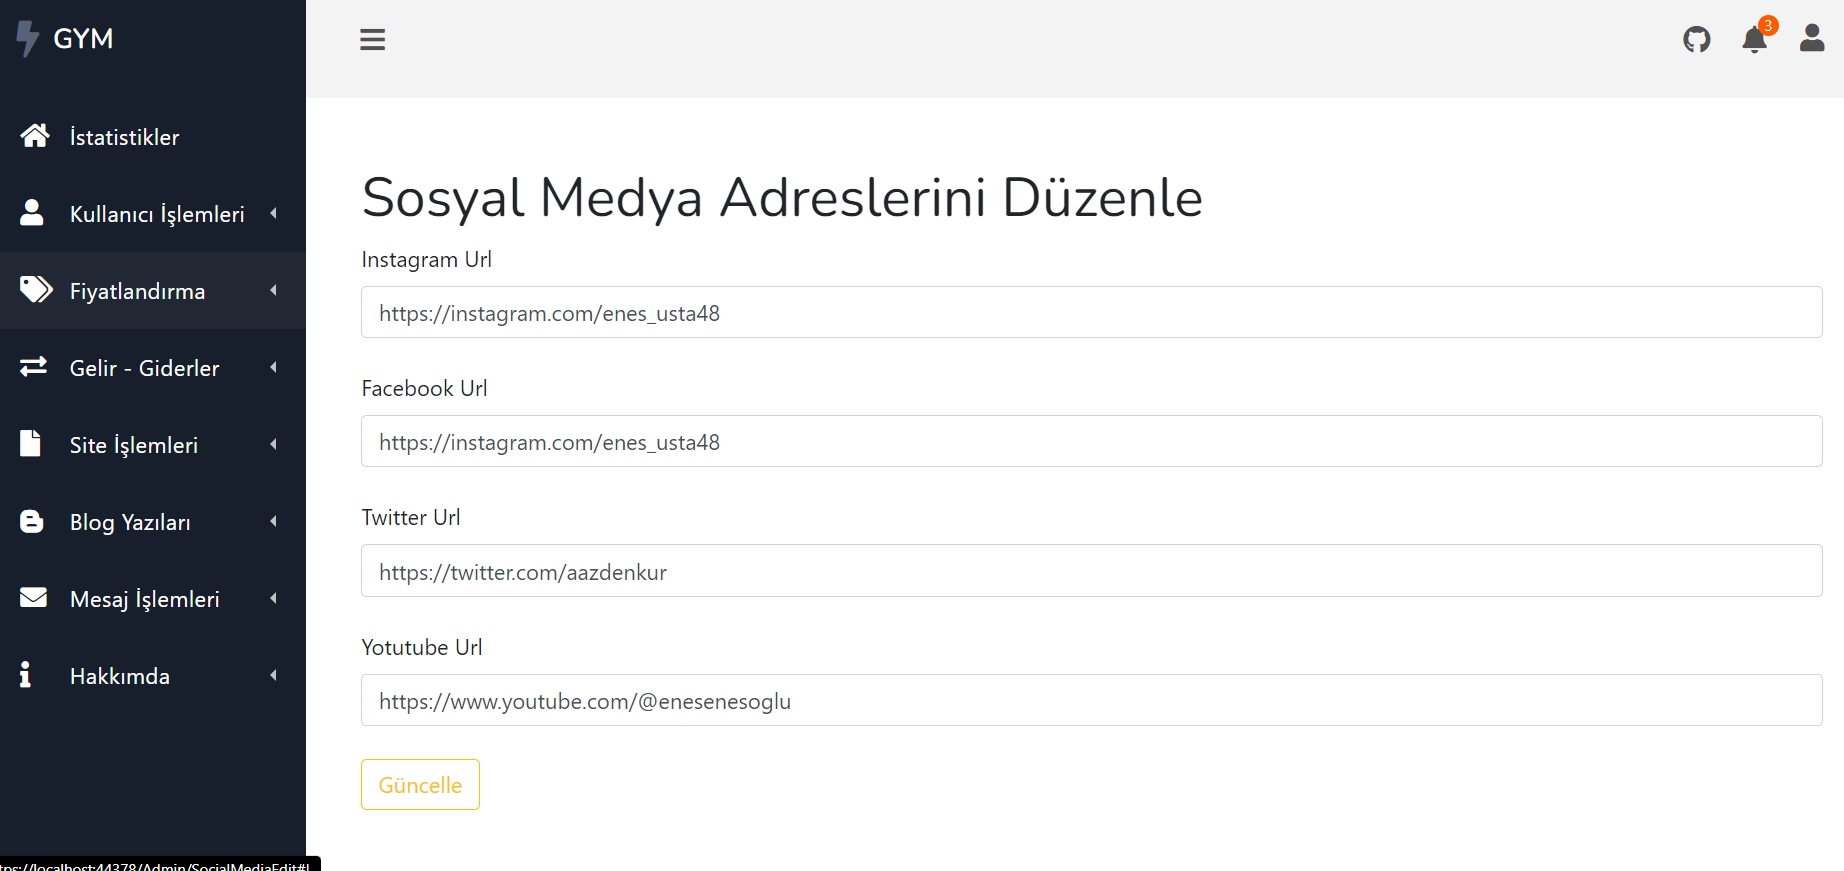 GYM
3
İstatistikler
Kullanıcı İşlemleri
Fiyatlandırma
Gelir - Giderler
Site İşlemleri
Blog Yazıları
Mesaj İşlemleri
Hakkımda
Sosyal Medya Adreslerini Düzenle
Instagram Url
https://instagram.com/enes_usta48
Facebook Url
https://instagram.com/enes_usta48
Twitter Url
https://twitter.com/aazdenkur
Yotutube Url
https://www.youtube.com/@enesenesoglu
Güncelle
tps://localhost:44378/Admin/SocialMediaEdit#!